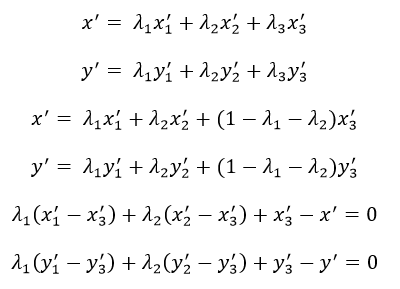 x′ = λ₁x′₁ + λ₂x′₂ + λ₃x′₃
y′ = λ₁y′₁ + λ₂y′₂ + λ₃y′₃
x′ = λ₁x′₁ + λ₂x′₂ + (1 − λ₁ − λ₂)x′₃
y′ = λ₁y′₁ + λ₂y′₂ + (1 − λ₁ − λ₂)y′₃
λ₁(x′₁ − x′₃) + λ₂(x′₂ − x′₃) + x′₃ − x′ = 0
λ₁(y′₁ − y′₃) + λ₂(y′₂ − y′₃) + y′₃ − y′ = 0